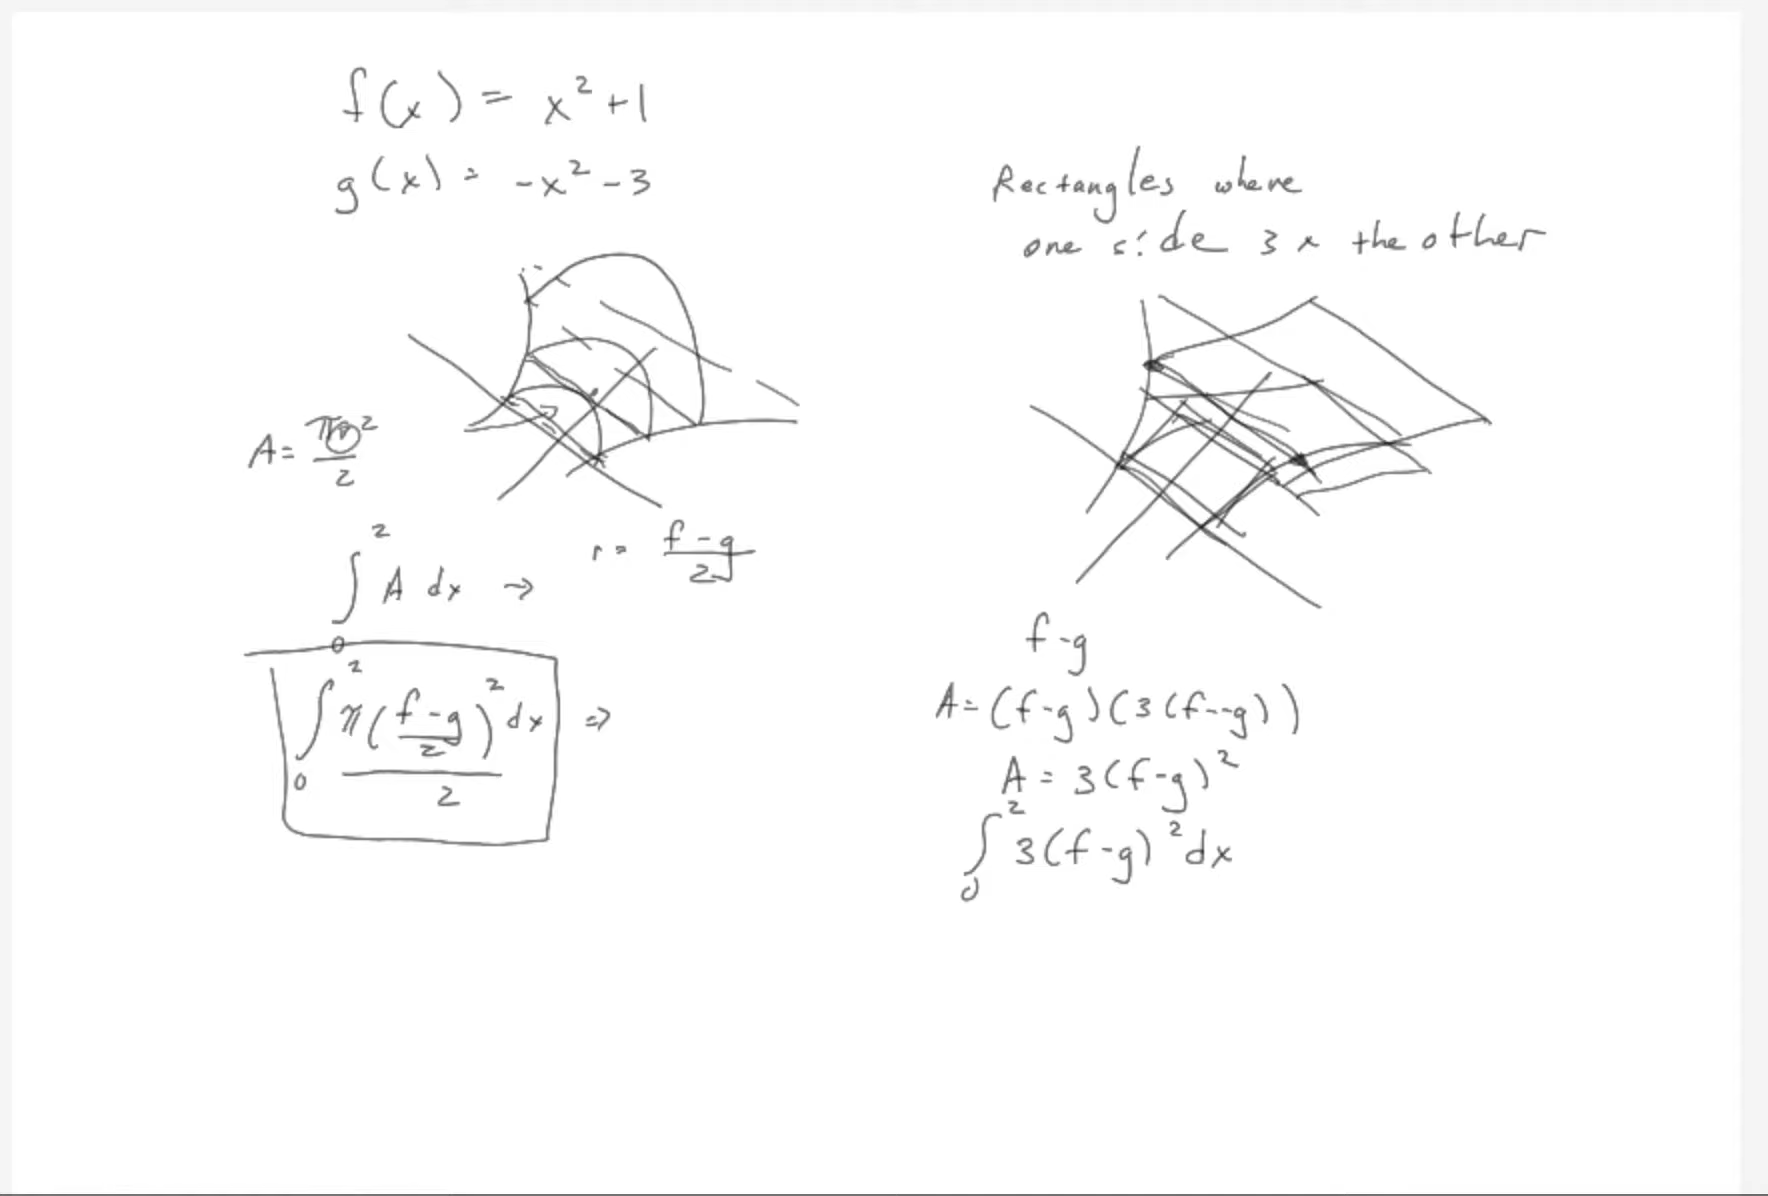 f(x) = x² + 1
g(x) = -x² - 3
A = πr²/2
∫₀² A dx →
r = (f - g)/2
∫₀² π((f - g)/2)² dx / 2 ⇒
Rectangles where
one side 3 x the other
f - g
A = (f - g)(3(f - - g))
A = 3(f - g)²
∫₀² 3(f - g)² dx